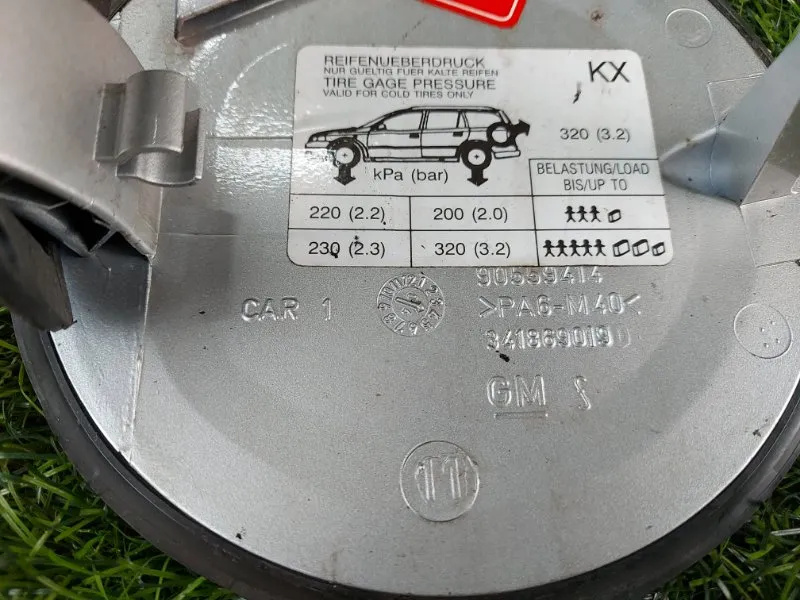 REIFENUEBERDRUCK
NUR GUELTIG FUER KALTE REIFEN
TIRE GAGE PRESSURE
VALID FOR COLD TIRES ONLY
KX
320 (3.2)
kPa (bar)
BELASTUNG/LOAD
BIS/UP TO
220 (2.2) 200 (2.0)
230 (2.3) 320 (3.2)
90559414
CAR 1
>PA6-M40<
341869019
GM S